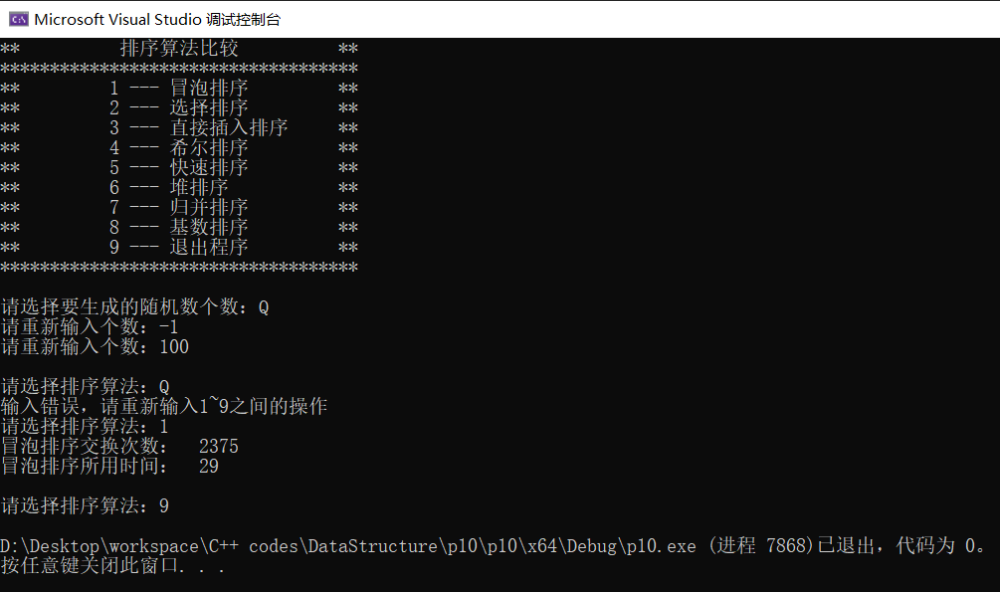 Microsoft Visual Studio 调试控制台
**          排序算法比较          **
***********************************
**         1 --- 冒泡排序         **
**         2 --- 选择排序         **
**         3 --- 直接插入排序     **
**         4 --- 希尔排序         **
**         5 --- 快速排序         **
**         6 --- 堆排序           **
**         7 --- 归并排序         **
**         8 --- 基数排序         **
**         9 --- 退出程序         **
***********************************
请选择要生成的随机数个数：Q
请重新输入个数：-1
请重新输入个数：100
请选择排序算法：Q
输入错误，请重新输入1~9之间的操作
请选择排序算法：1
冒泡排序交换次数：  2375
冒泡排序所用时间：  29
请选择排序算法：9
D:\Desktop\workspace\C++ codes\DataStructure\p10\p10\x64\Debug\p10.exe (进程 7868)已退出，代码为 0。
按任意键关闭此窗口. . .